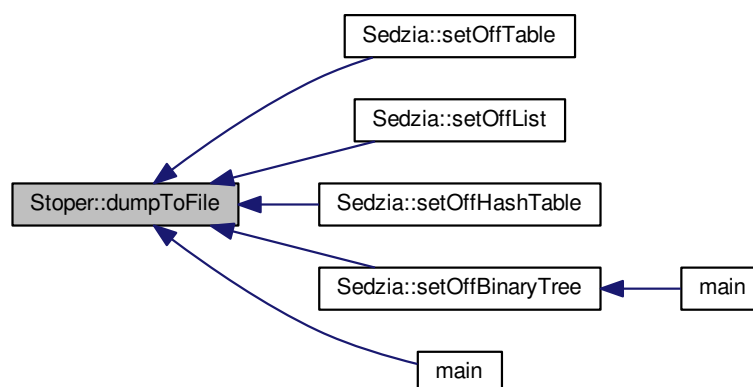 Sedzia::setOffTable
Sedzia::setOffList
Stoper::dumpToFile
Sedzia::setOffHashTable
Sedzia::setOffBinaryTree
main
main